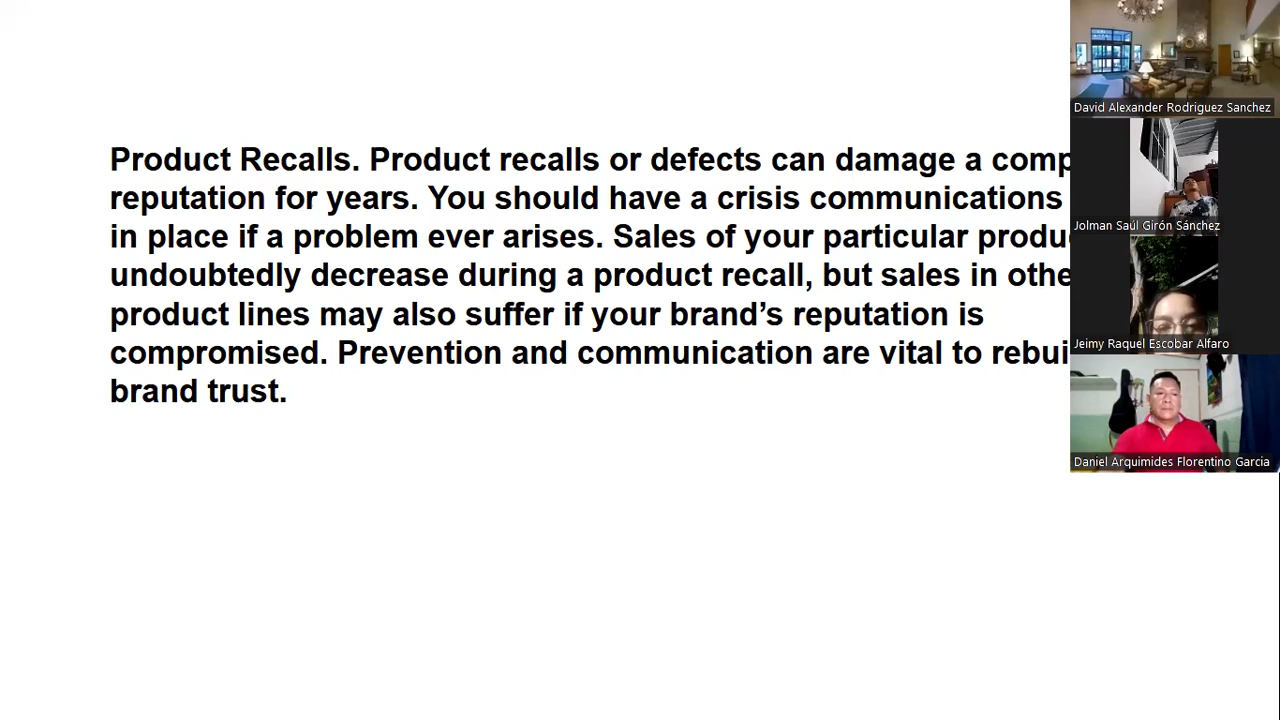 Product Recalls. Product recalls or defects can damage a comp
reputation for years. You should have a crisis communications
in place if a problem ever arises. Sales of your particular produ
undoubtedly decrease during a product recall, but sales in othe
product lines may also suffer if your brand’s reputation is
compromised. Prevention and communication are vital to rebui
brand trust.
David Alexander Rodriguez Sanchez
Jolman Saúl Girón Sánchez
Jeimy Raquel Escobar Alfaro
Daniel Arquimides Florentino Garcia